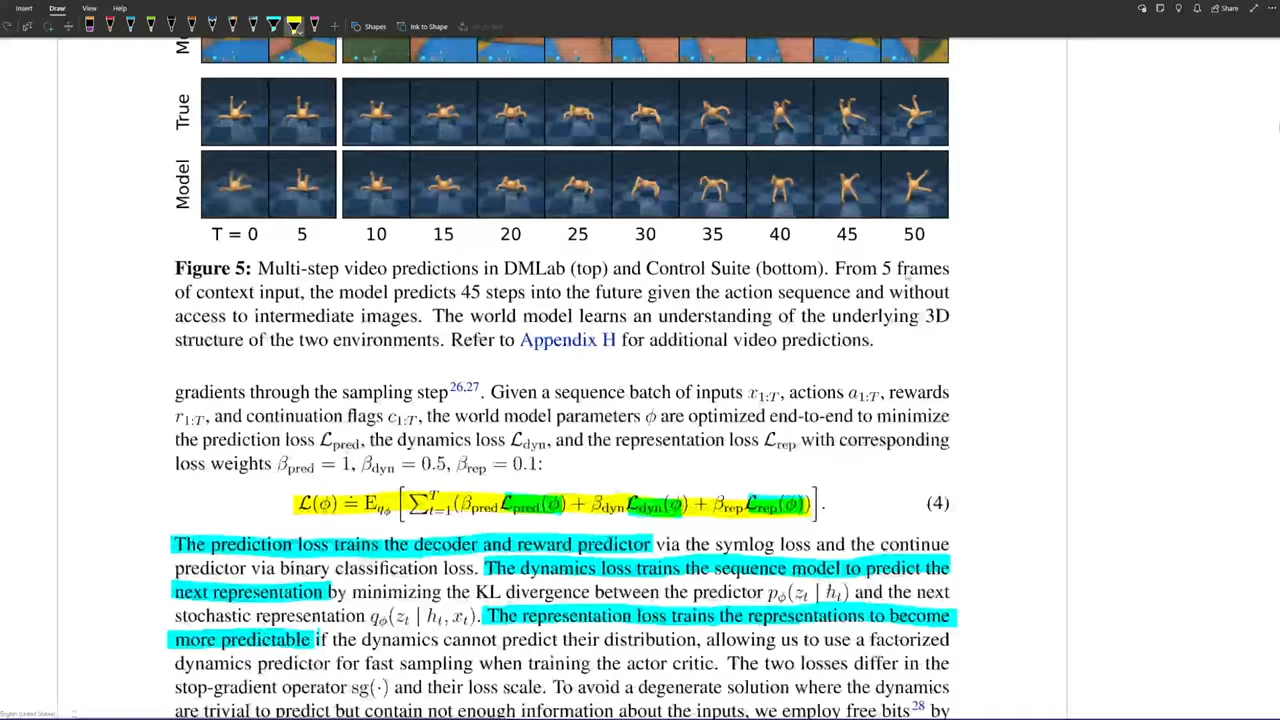 Insert Draw View Help Share
Shapes Ink to Shape
True
Model
T = 0 5 10 15 20 25 30 35 40 45 50
Figure 5: Multi-step video predictions in DMLab (top) and Control Suite (bottom). From 5 frames
of context input, the model predicts 45 steps into the future given the action sequence and without
access to intermediate images. The world model learns an understanding of the underlying 3D
structure of the two environments. Refer to Appendix H for additional video predictions.
gradients through the sampling step26,27. Given a sequence batch of inputs x1:T, actions a1:T, rewards
r1:T, and continuation flags c1:T, the world model parameters ϕ are optimized end-to-end to minimize
the prediction loss ℒpred, the dynamics loss ℒdyn, and the representation loss ℒrep with corresponding
loss weights βpred = 1, βdyn = 0.5, βrep = 0.1:
ℒ(ϕ) ≐ Eqϕ [∑t=1T(βpredℒpred(ϕ) + βdynℒdyn(ϕ) + βrepℒrep(ϕ))]. (4)
The prediction loss trains the decoder and reward predictor via the symlog loss and the continue
predictor via binary classification loss. The dynamics loss trains the sequence model to predict the
next representation by minimizing the KL divergence between the predictor pϕ(zt | ht) and the next
stochastic representation qϕ(zt | ht, xt). The representation loss trains the representations to become
more predictable if the dynamics cannot predict their distribution, allowing us to use a factorized
dynamics predictor for fast sampling when training the actor critic. The two losses differ in the
stop-gradient operator sg(·) and their loss scale. To avoid a degenerate solution where the dynamics
are trivial to predict but contain not enough information about the inputs, we employ free bits28 by
English (United States)